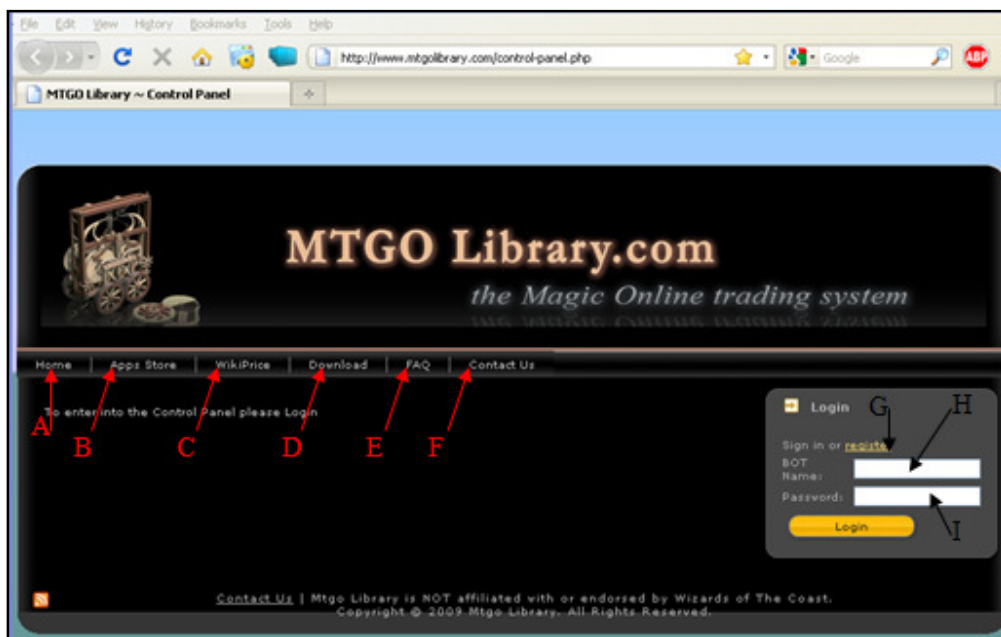 File Edit View History Bookmarks Tools Help
http://www.mtgolibrary.com/control-panel.php
Google
ABP
MTGO Library ~ Control Panel
MTGO Library.com
the Magic Online trading system
Home | Apps Store | WikiPrice | Download | FAQ | Contact Us
To enter into the Control Panel please Login
A B C D E F
Login
G H
Sign in or register
BOT
Name:
Password:
Login
I
Contact Us | Mtgo Library is NOT affiliated with or endorsed by Wizards of The Coast.
Copyright © 2009 Mtgo Library. All Rights Reserved.